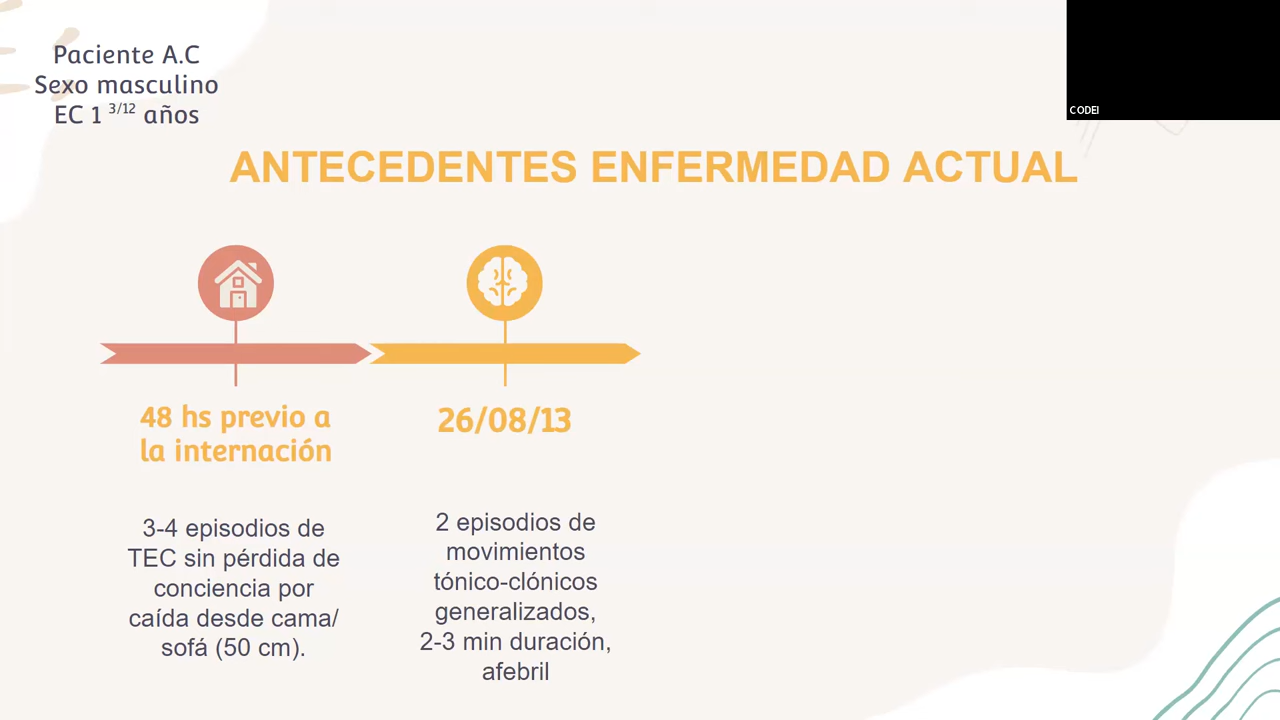 Paciente A.C
Sexo masculino
EC 1 3/12 años
CODEI
ANTECEDENTES ENFERMEDAD ACTUAL
48 hs previo a
la internación
3-4 episodios de
TEC sin pérdida de
conciencia por
caída desde cama/
sofá (50 cm).
26/08/13
2 episodios de
movimientos
tónico-clónicos
generalizados,
2-3 min duración,
afebril